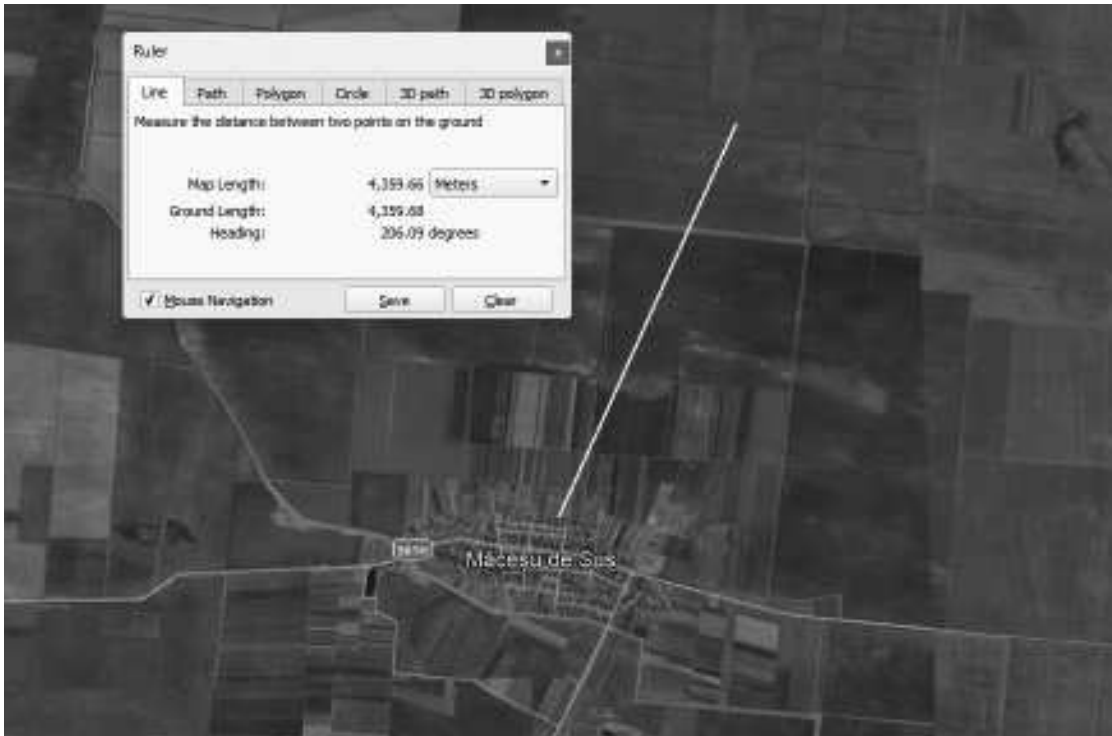 Ruler
Line Path Polygon Circle 3D path 3D polygon
Measure the distance between two points on the ground
Map Length: 4,359.66 Meters
Ground Length: 4,359.68
Heading: 206.09 degrees
Mouse Navigation Save Clear
Macesu de Sus